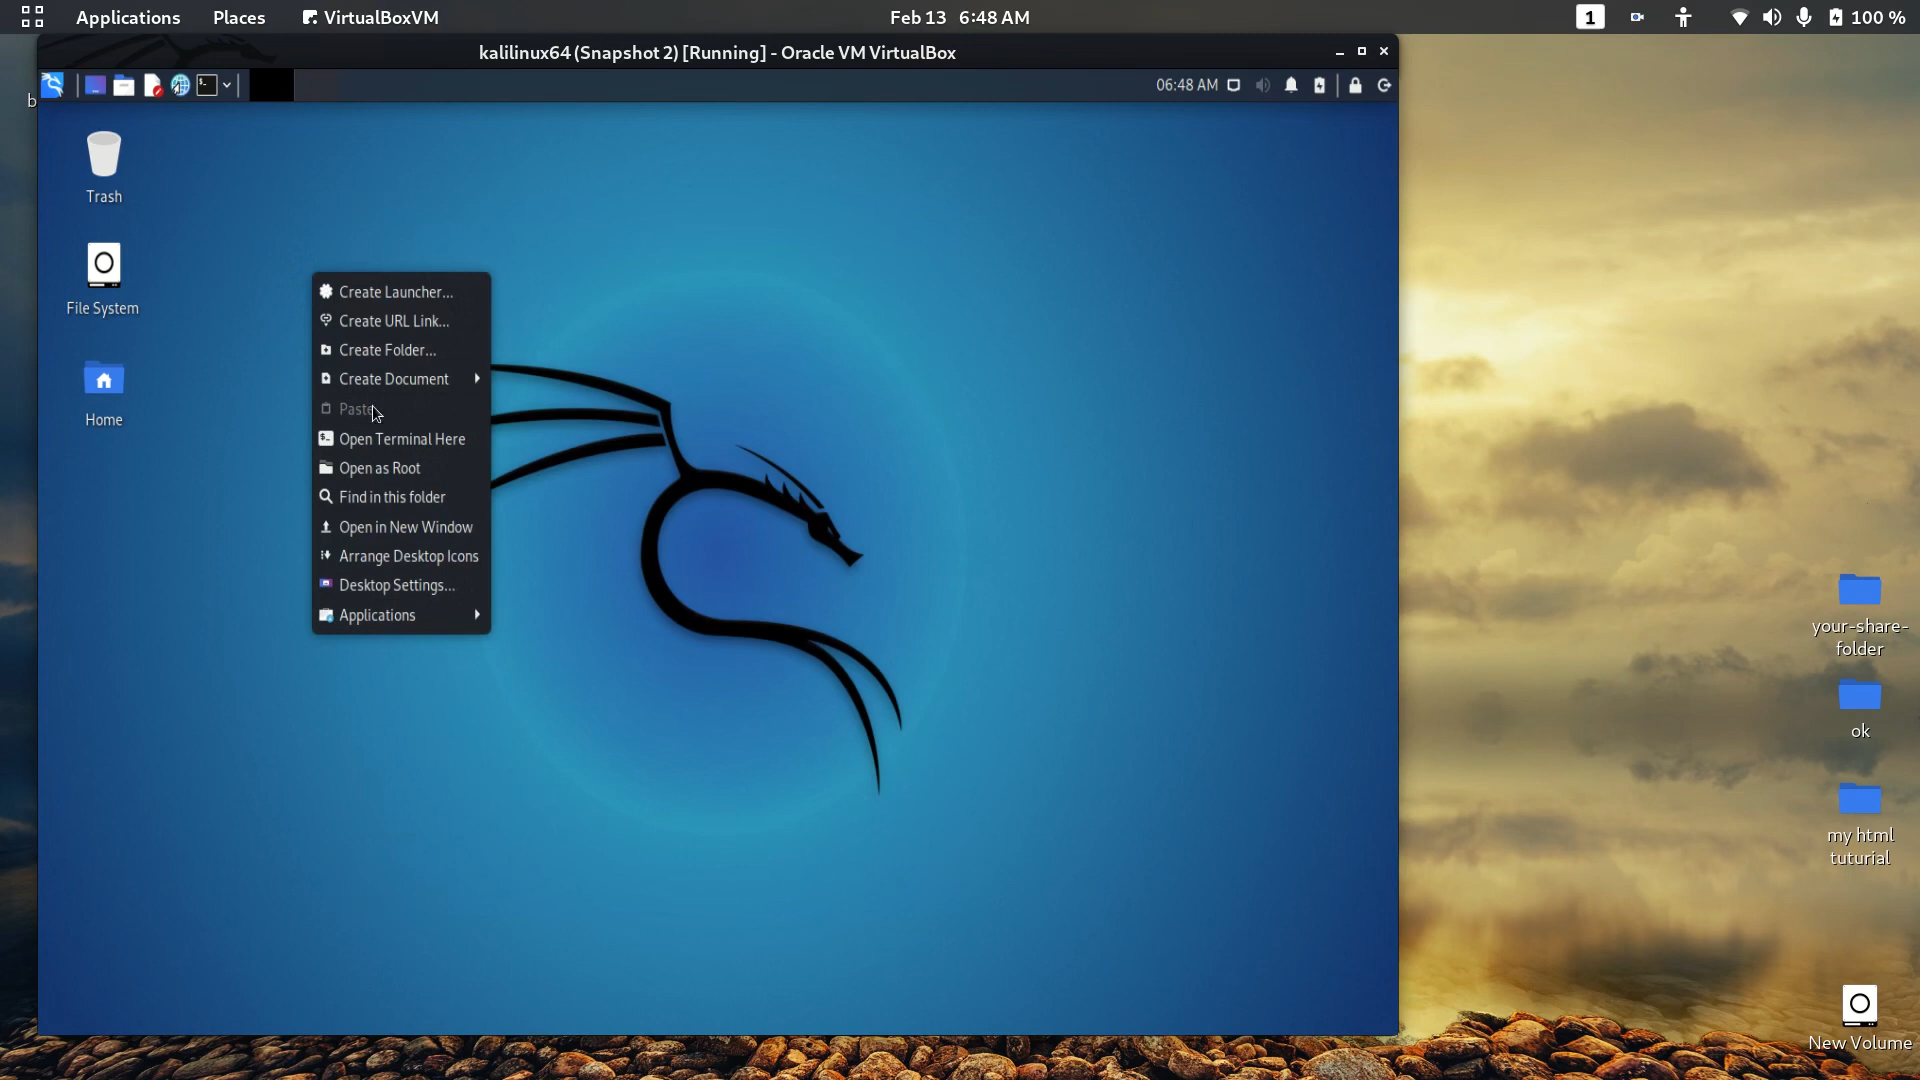 Applications Places VirtualBoxVM Feb 13 6:48 AM 1 100 %
kalilinux64 (Snapshot 2) [Running] - Oracle VM VirtualBox
06:48 AM
b
Trash
File System
Home
Create Launcher...
Create URL Link...
Create Folder...
Create Document
Paste
Open Terminal Here
Open as Root
Find in this folder
Open in New Window
Arrange Desktop Icons
Desktop Settings...
Applications
your-share-
folder
ok
my html
tuturial
New Volume